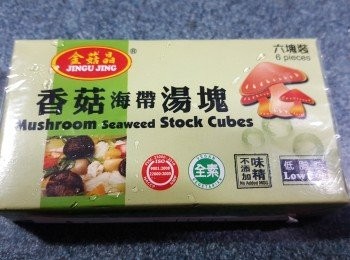 金菇晶
JINGU JING
®
六塊裝
6 pieces
香菇海帶湯塊
Mushroom Seaweed Stock Cubes
全素
不添加味精
No Added MSG
低
Low